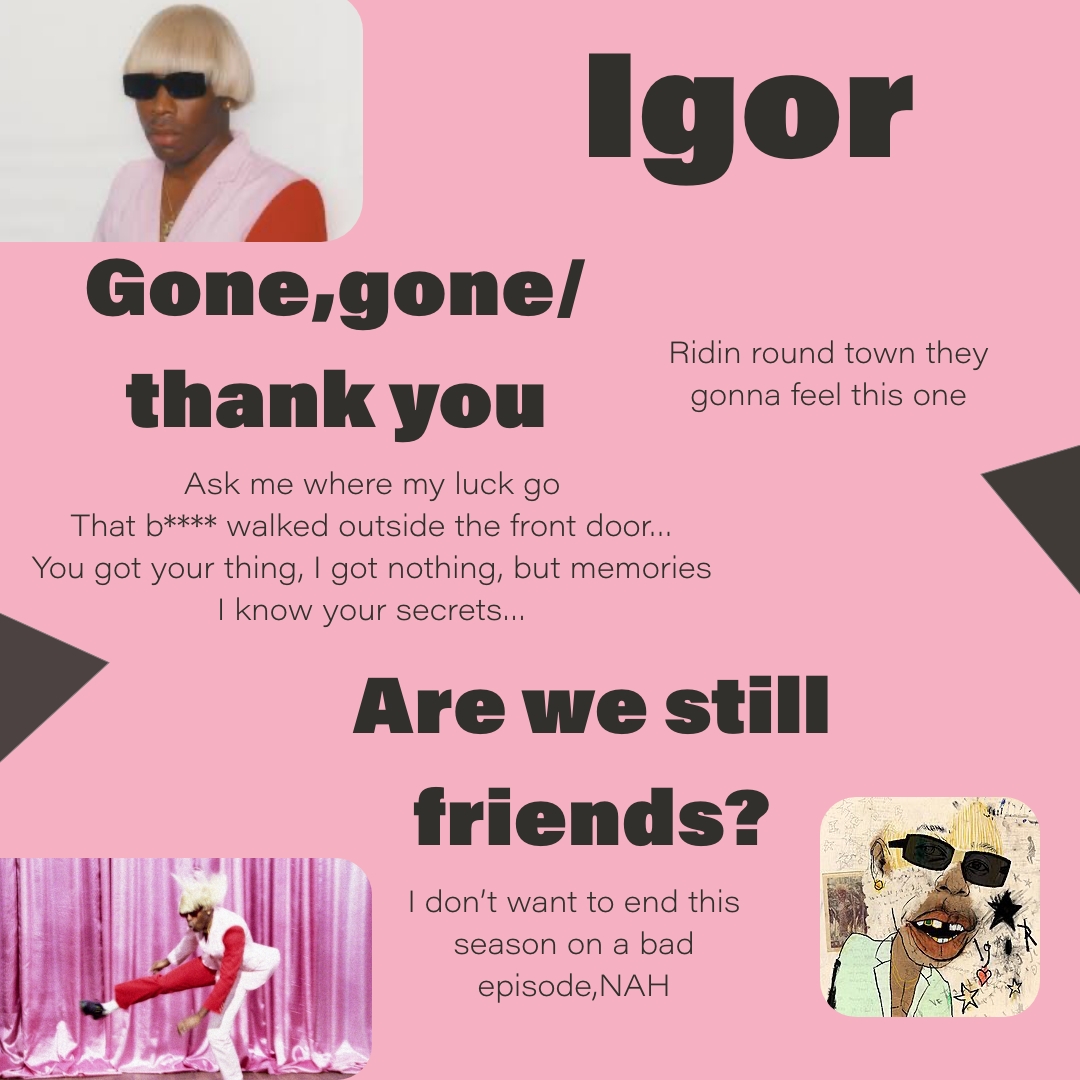 Igor
Gone,gone/
thank you
Ridin round town they
gonna feel this one
Ask me where my luck go
That b**** walked outside the front door...
You got your thing, I got nothing, but memories
I know your secrets...
Are we still
friends?
I don't want to end this
season on a bad
episode,NAH